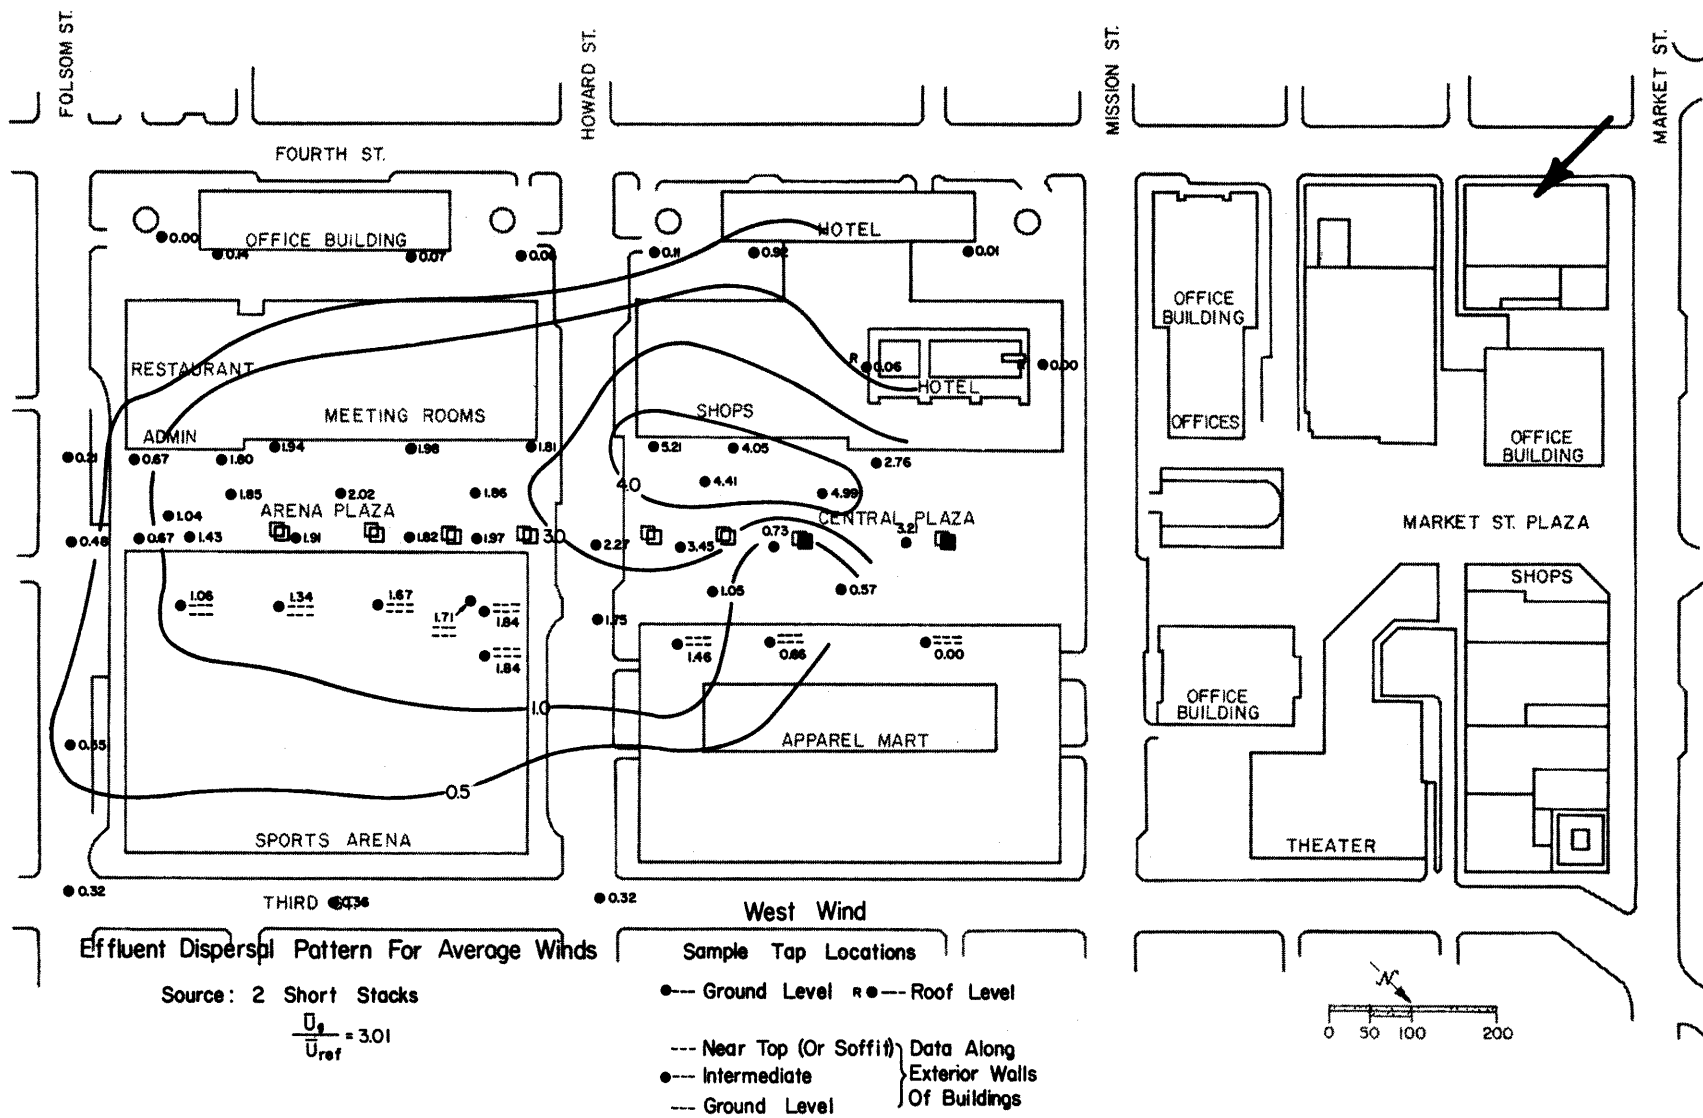 FOLSOM ST.
HOWARD ST.
MISSION ST.
MARKET ST.
FOURTH ST.
OFFICE BUILDING
HOTEL
0.00
0.14
0.07
0.11
0.92
0.01
OFFICE
BUILDING
RESTAURANT
R
0.06
0.00
HOTEL
MEETING ROOMS
SHOPS
OFFICES
ADMIN
OFFICE
BUILDING
0.21
0.67
1.80
1.94
1.98
1.81
5.21
4.05
2.76
1.85
2.02
1.86
4.0
4.41
4.99
1.04
ARENA PLAZA
CENTRAL PLAZA
MARKET ST. PLAZA
0.48
0.67
1.43
1.91
1.82
1.97
3.0
2.27
3.45
0.73
3.21
SHOPS
1.06
1.34
1.67
1.71
1.84
1.05
0.57
1.75
1.84
1.46
0.86
0.00
1.0
OFFICE
BUILDING
APPAREL MART
0.5
SPORTS ARENA
THEATER
0.32
THIRD
0.32
West Wind
Effluent Dispersal Pattern For Average Winds
Source: 2 Short Stacks
= 3.01
Sample Tap Locations
Ground Level R --- Roof Level
--- Near Top (Or Soffit)
--- Intermediate
--- Ground Level
Data Along
Exterior Walls
Of Buildings
N
0 50 100 200